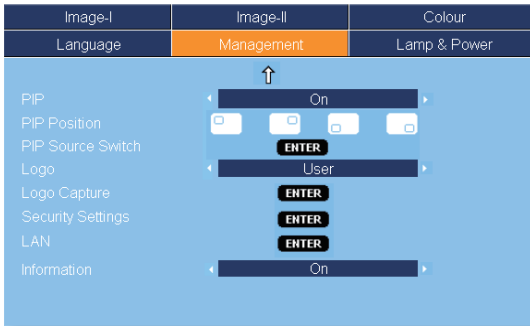 Image-I Image-II Colour
Language Management Lamp & Power
PIP On
PIP Position
PIP Source Switch ENTER
Logo User
Logo Capture ENTER
Security Settings ENTER
LAN ENTER
Information On